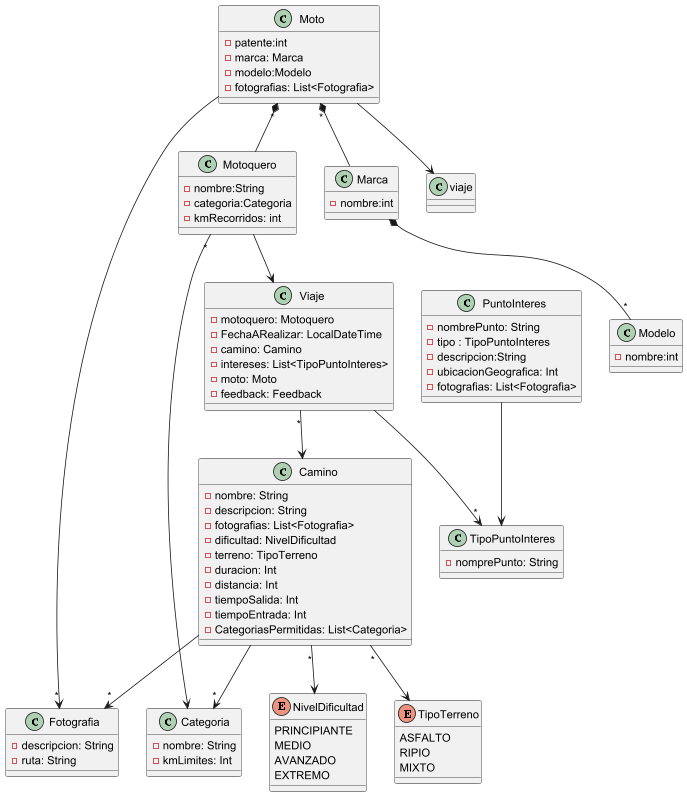 C Moto
patente:int
marca: Marca
modelo:Modelo
fotografias: List<Fotografia>
*
*
C Motoquero
nombre:String
categoria:Categoria
kmRecorridos: int
C Marca
nombre:int
C viaje
*
C Viaje
motoquero: Motoquero
FechaARealizar: LocalDateTime
camino: Camino
intereses: List<TipoPuntoInteres>
moto: Moto
feedback: Feedback
C PuntoInteres
nombrePunto: String
tipo : TipoPuntoInteres
descripcion:String
ubicacionGeografica: Int
fotografias: List<Fotografia>
*
C Modelo
nombre:int
*
*
C Camino
nombre: String
descripcion: String
fotografias: List<Fotografia>
dificultad: NivelDificultad
terreno: TipoTerreno
duracion: Int
distancia: Int
tiempoSalida: Int
tiempoEntrada: Int
CategoriasPermitidas: List<Categoria>
C TipoPuntoInteres
nomprePunto: String
*
*
*
*
*
C Fotografia
descripcion: String
ruta: String
C Categoria
nombre: String
kmLimites: Int
E NivelDificultad
PRINCIPIANTE
MEDIO
AVANZADO
EXTREMO
E TipoTerreno
ASFALTO
RIPIO
MIXTO